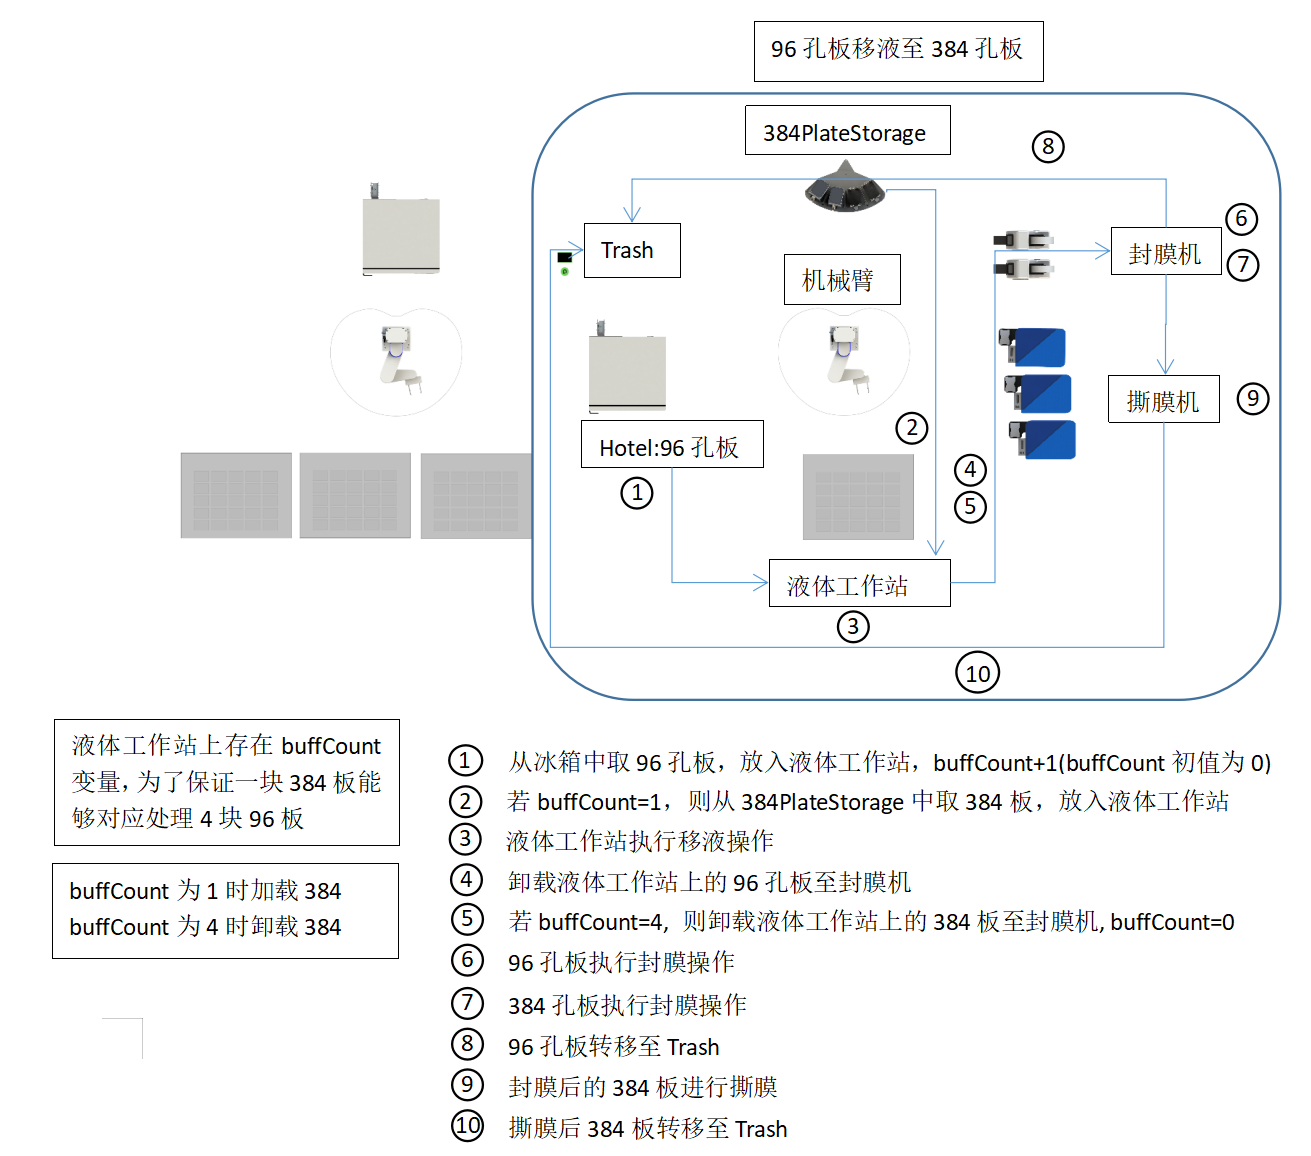 96 孔板移液至 384 孔板
384PlateStorage
⑧
⑥
Trash
封膜机
⑦
机械臂
撕膜机
⑨
②
Hotel:96 孔板
④
①
⑤
液体工作站
③
⑩
液体工作站上存在 buffCount
变量，为了保证一块 384 板能
够对应处理 4 块 96 板
buffCount 为 1 时加载 384
buffCount 为 4 时卸载 384
① 从冰箱中取 96 孔板，放入液体工作站，buffCount+1(buffCount 初值为 0)
② 若 buffCount=1，则从 384PlateStorage 中取 384 板，放入液体工作站
③ 液体工作站执行移液操作
④ 卸载液体工作站上的 96 孔板至封膜机
⑤ 若 buffCount=4, 则卸载液体工作站上的 384 板至封膜机, buffCount=0
⑥ 96 孔板执行封膜操作
⑦ 384 孔板执行封膜操作
⑧ 96 孔板转移至 Trash
⑨ 封膜后的 384 板进行撕膜
⑩ 撕膜后 384 板转移至 Trash